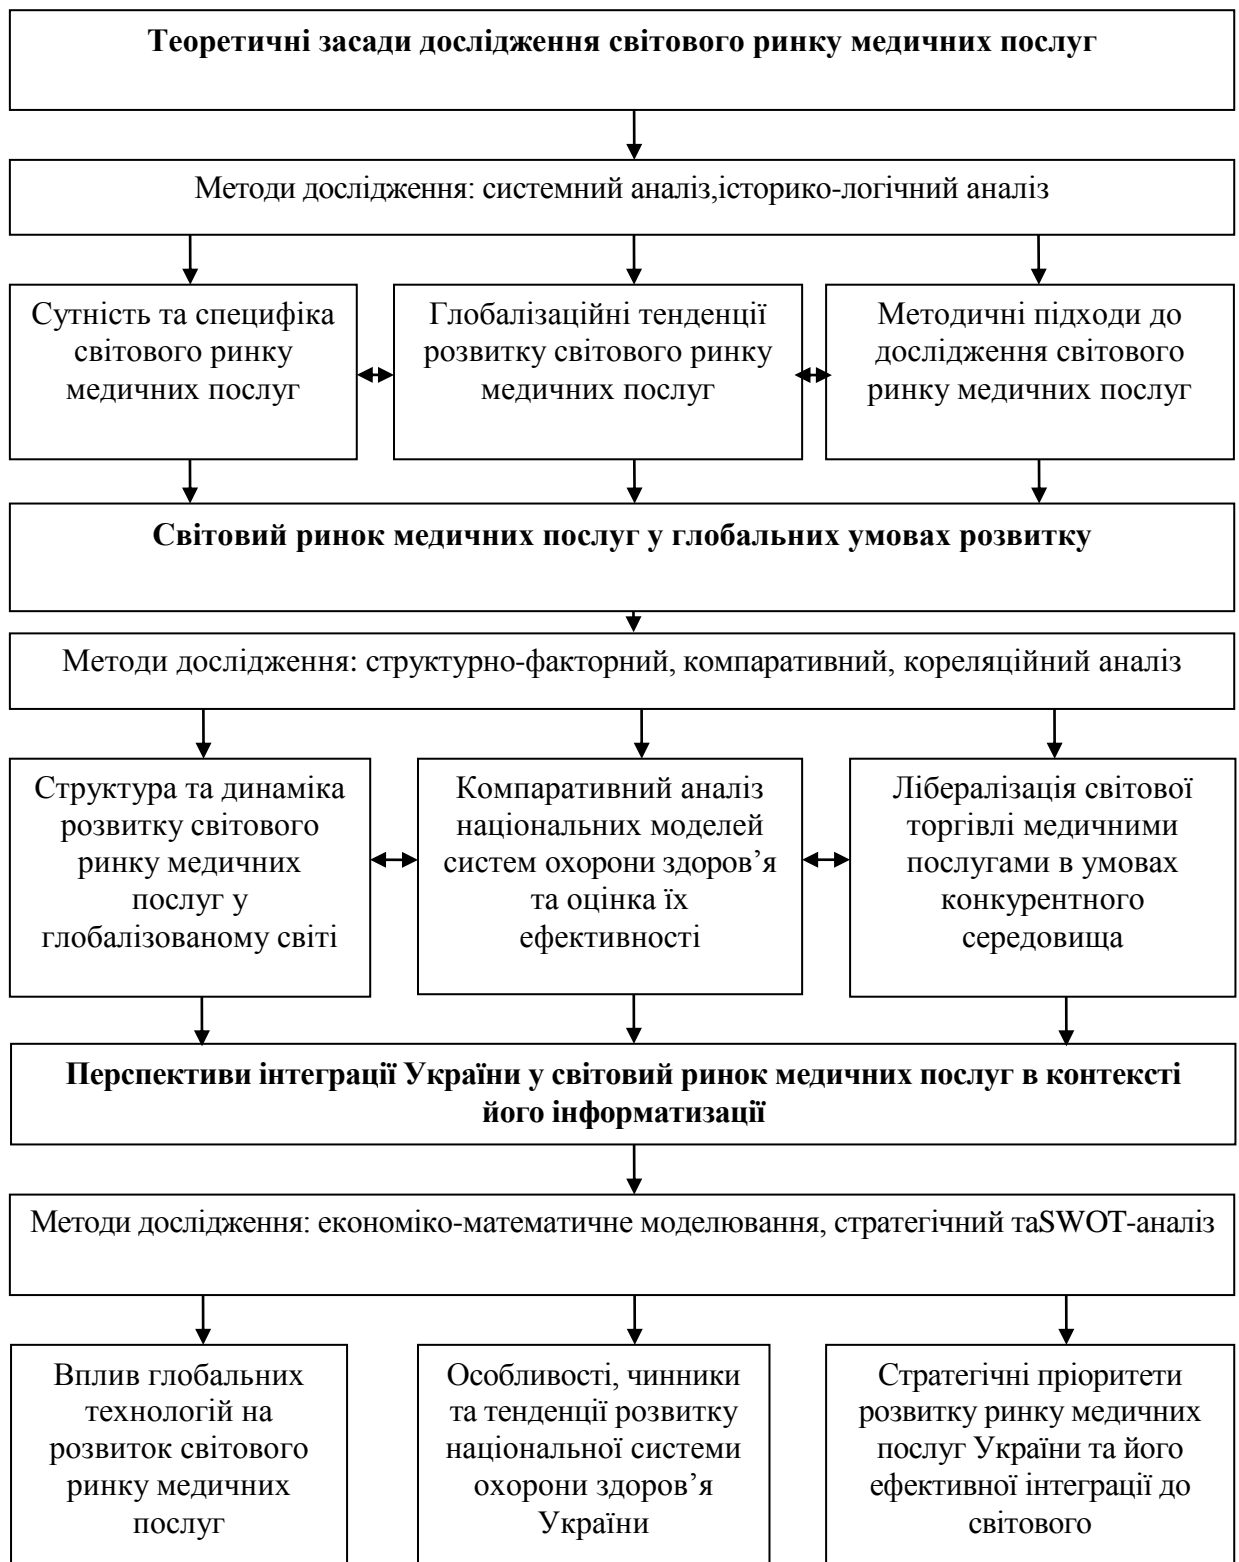 Теоретичні засади дослідження світового ринку медичних послуг
Методи дослідження: системний аналіз,історико-логічний аналіз
Сутність та специфіка
світового ринку
медичних послуг
Глобалізаційні тенденції
розвитку світового ринку
медичних послуг
Методичні підходи до
дослідження світового
ринку медичних послуг
Світовий ринок медичних послуг у глобальних умовах розвитку
Методи дослідження: структурно-факторний, компаративний, кореляційний аналіз
Структура та динаміка
розвитку світового
ринку медичних
послуг у
глобалізованому світі
Компаративний аналіз
національних моделей
систем охорони здоров’я
та оцінка їх
ефективності
Лібералізація світової
торгівлі медичними
послугами в умовах
конкурентного
середовища
Перспективи інтеграції України у світовий ринок медичних послуг в контексті
його інформатизації
Методи дослідження: економіко-математичне моделювання, стратегічний таSWOT-аналіз
Вплив глобальних
технологій на
розвиток світового
ринку медичних
послуг
Особливості, чинники
та тенденції розвитку
національної системи
охорони здоров’я
України
Стратегічні пріоритети
розвитку ринку медичних
послуг України та його
ефективної інтеграції до
світового